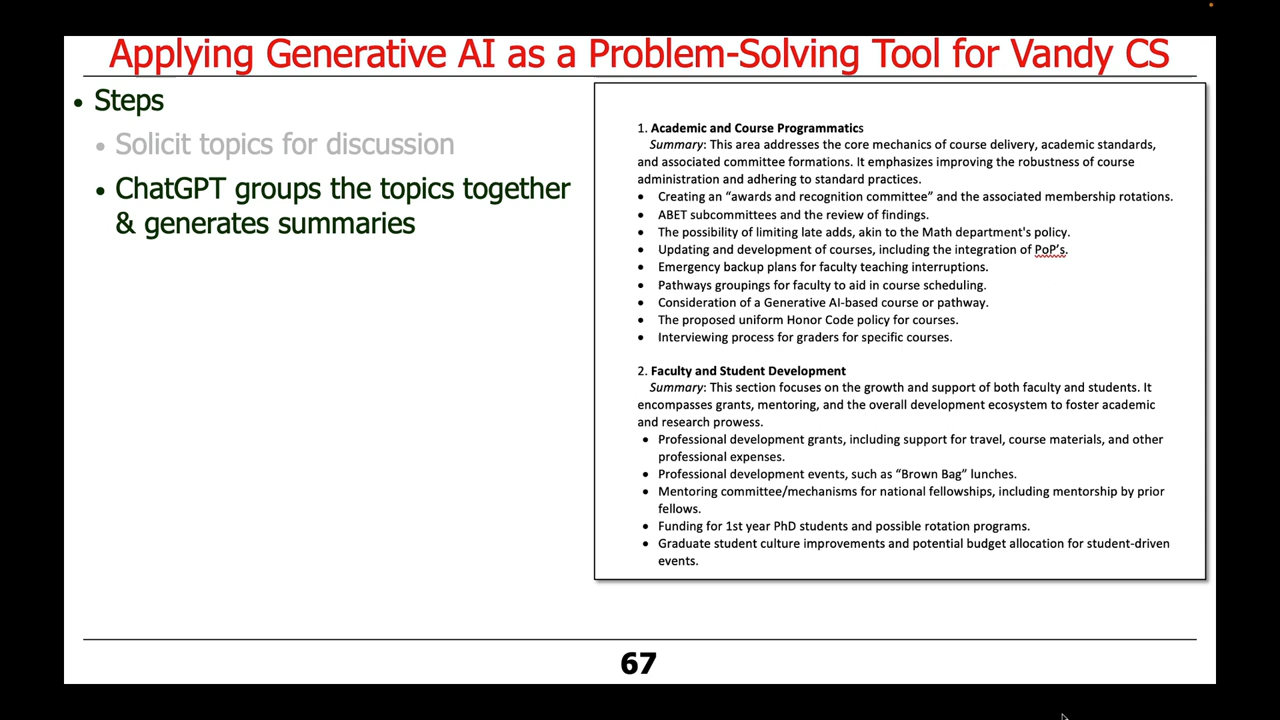 Applying Generative AI as a Problem-Solving Tool for Vandy CS
• Steps
• Solicit topics for discussion
• ChatGPT groups the topics together
& generates summaries
1. Academic and Course Programmatics
Summary: This area addresses the core mechanics of course delivery, academic standards,
and associated committee formations. It emphasizes improving the robustness of course
administration and adhering to standard practices.
• Creating an “awards and recognition committee” and the associated membership rotations.
• ABET subcommittees and the review of findings.
• The possibility of limiting late adds, akin to the Math department's policy.
• Updating and development of courses, including the integration of PoP’s.
• Emergency backup plans for faculty teaching interruptions.
• Pathways groupings for faculty to aid in course scheduling.
• Consideration of a Generative AI-based course or pathway.
• The proposed uniform Honor Code policy for courses.
• Interviewing process for graders for specific courses.
2. Faculty and Student Development
Summary: This section focuses on the growth and support of both faculty and students. It
encompasses grants, mentoring, and the overall development ecosystem to foster academic
and research prowess.
• Professional development grants, including support for travel, course materials, and other
professional expenses.
• Professional development events, such as “Brown Bag” lunches.
• Mentoring committee/mechanisms for national fellowships, including mentorship by prior
fellows.
• Funding for 1st year PhD students and possible rotation programs.
• Graduate student culture improvements and potential budget allocation for student-driven
events.
67